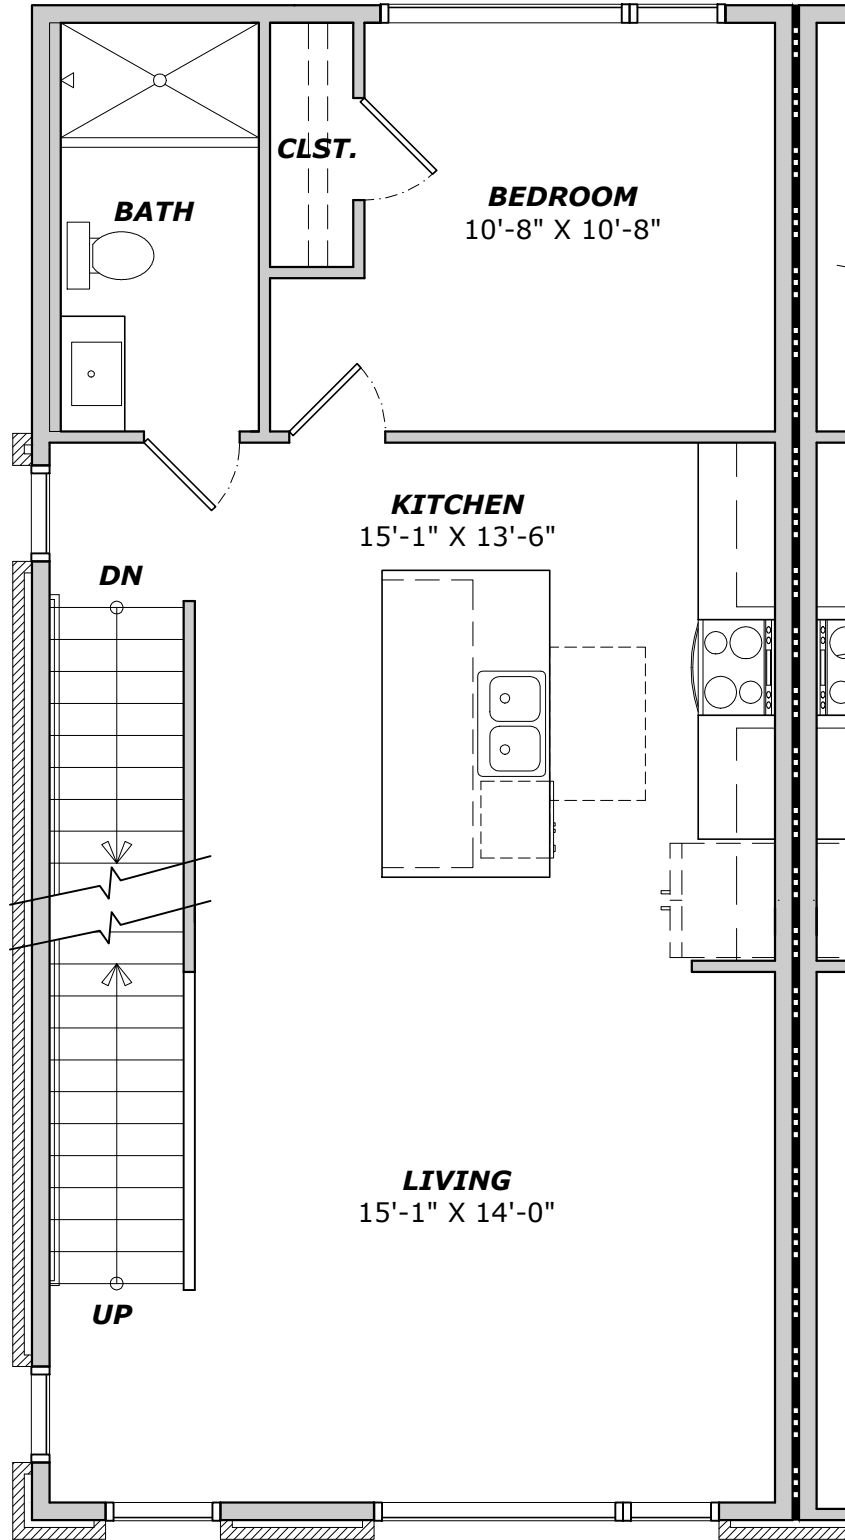 CLST.
BATH
BEDROOM
10'-8" X 10'-8"
KITCHEN
15'-1" X 13'-6"
DN
LIVING
15'-1" X 14'-0"
UP